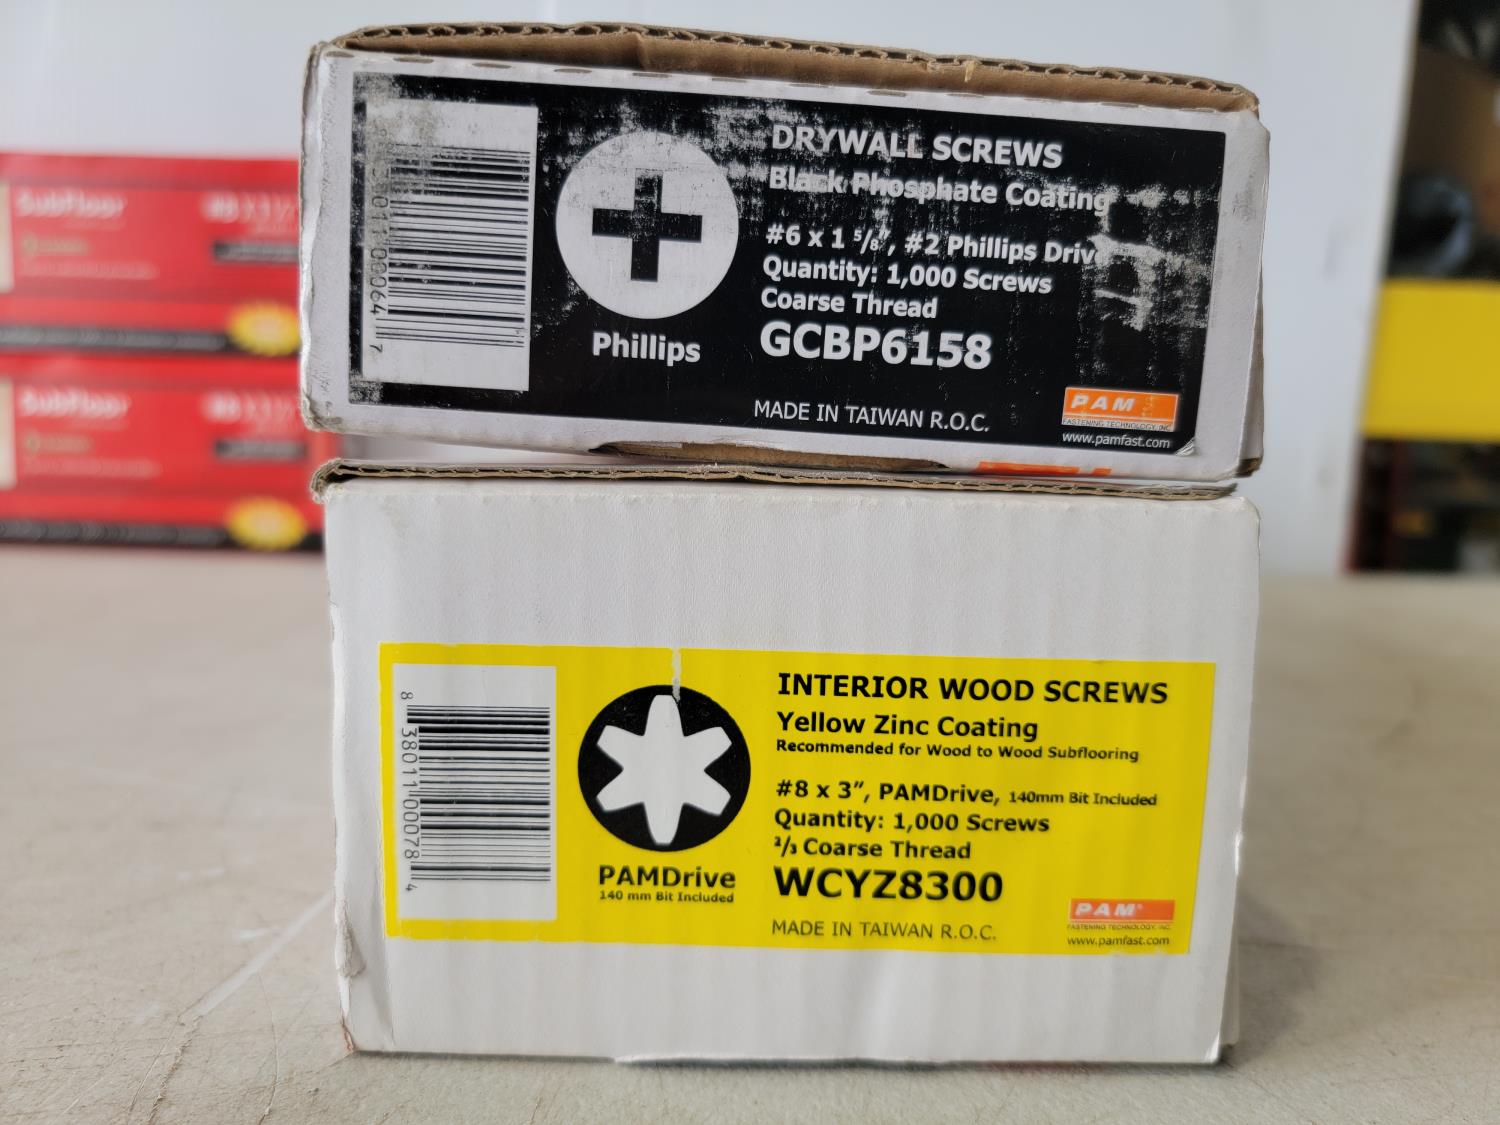 DRYWALL SCREWS
Black Phosphate Coating
#6 x 1 5/8", #2 Phillips Drive
Quantity: 1,000 Screws
Coarse Thread
GCBP6158
Phillips
MADE IN TAIWAN R.O.C.
PAM
FASTENING TECHNOLOGY, INC.
www.pamfast.com
INTERIOR WOOD SCREWS
Yellow Zinc Coating
Recommended for Wood to Wood Subflooring
#8 x 3", PAMDrive, 140mm Bit Included
Quantity: 1,000 Screws
2/3 Coarse Thread
WCYZ8300
PAMDrive
140 mm Bit Included
8 38011 00078 4
MADE IN TAIWAN R.O.C.
PAM
FASTENING TECHNOLOGY, INC.
www.pamfast.com
SubFloor
SubFloor